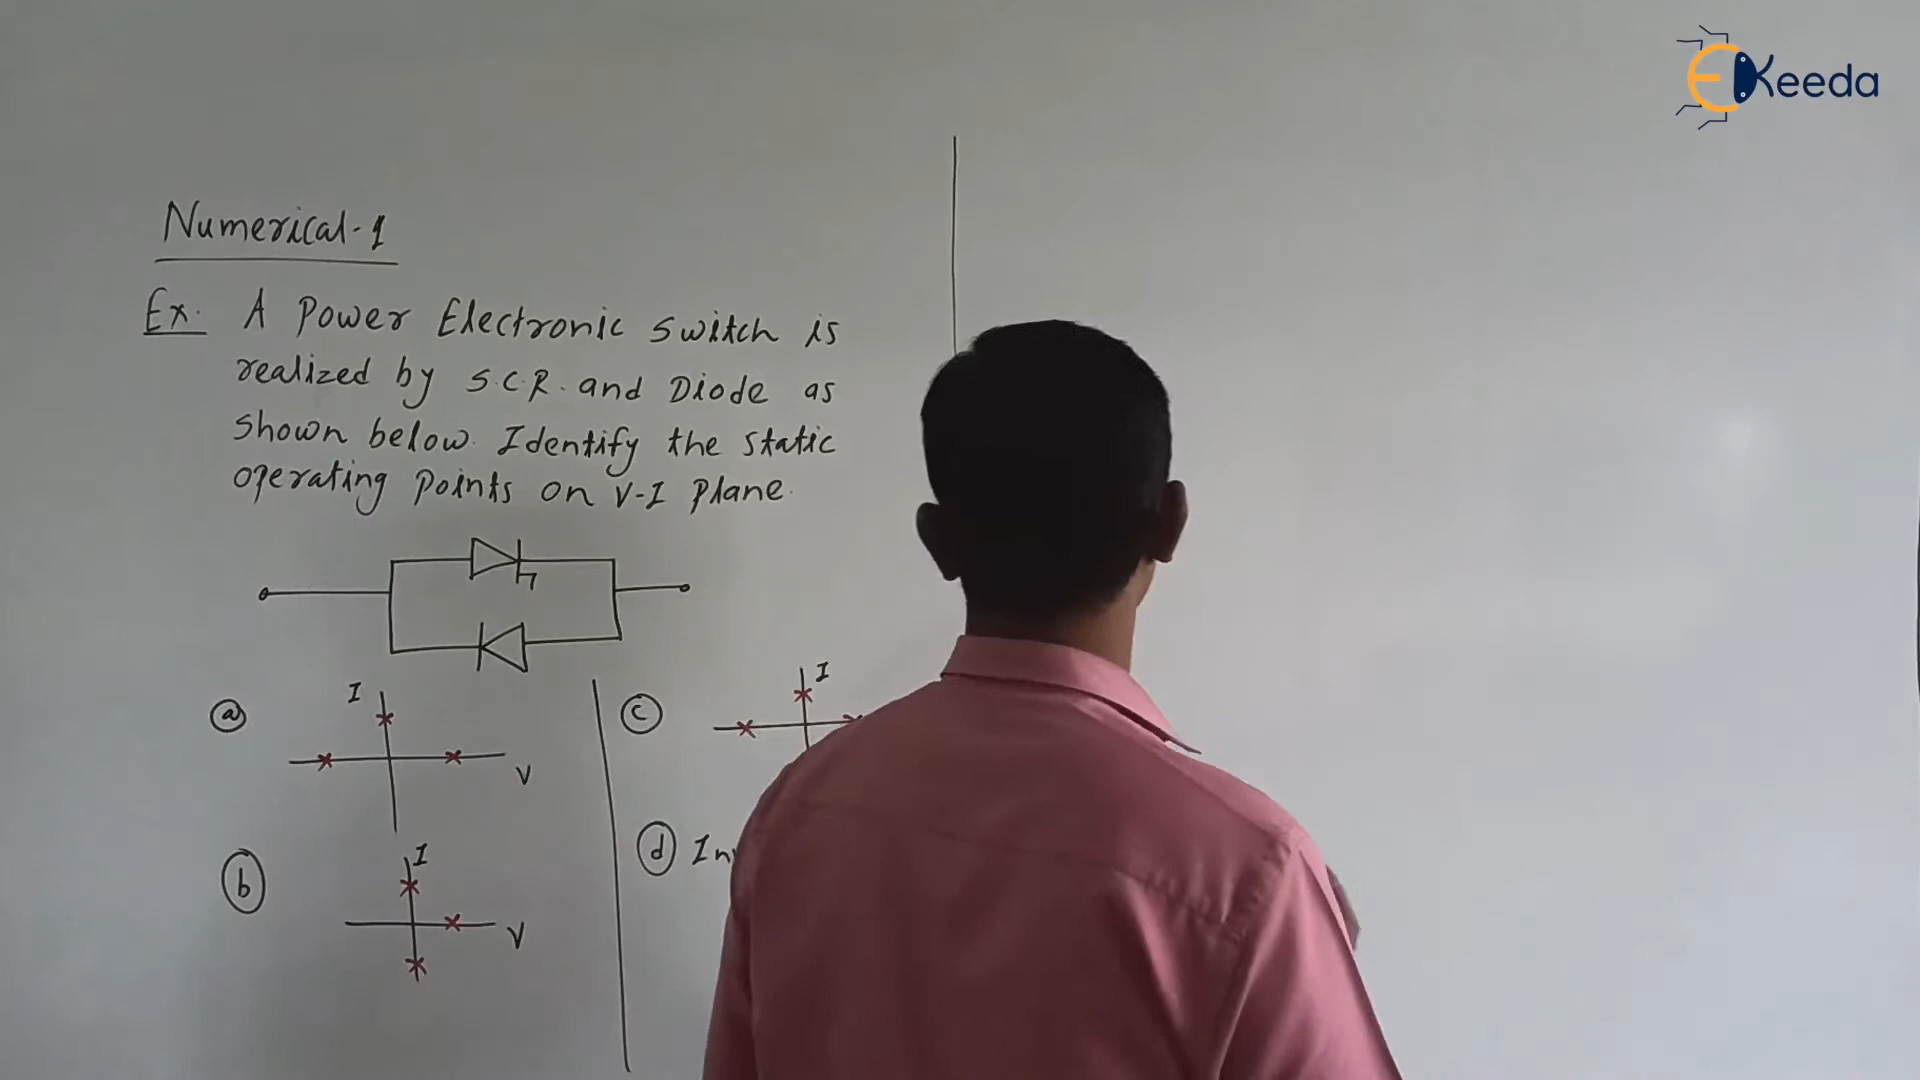 EKeeda
Numerical-1
Ex. A Power Electronic switch is
realized by S.C.R. and Diode as
shown below. Identify the static
operating points on V-I plane.
I
a
V
I
c
I
b
V
d